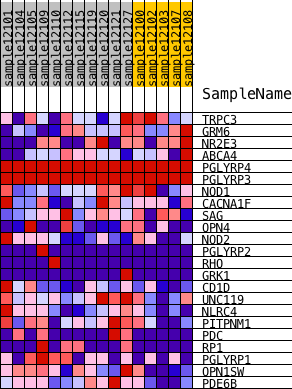 sample12101
sample12104
sample12105
sample12109
sample12110
sample12112
sample12115
sample12119
sample12120
sample12121
sample12122
sample12100
sample12102
sample12103
sample12107
sample12108
SampleName
TRPC3
GRM6
NR2E3
ABCA4
PGLYRP4
PGLYRP3
NOD1
CACNA1F
SAG
OPN4
NOD2
PGLYRP2
RHO
GRK1
CD1D
UNC119
NLRC4
PITPNM1
PDC
RP1
PGLYRP1
OPN1SW
PDE6B